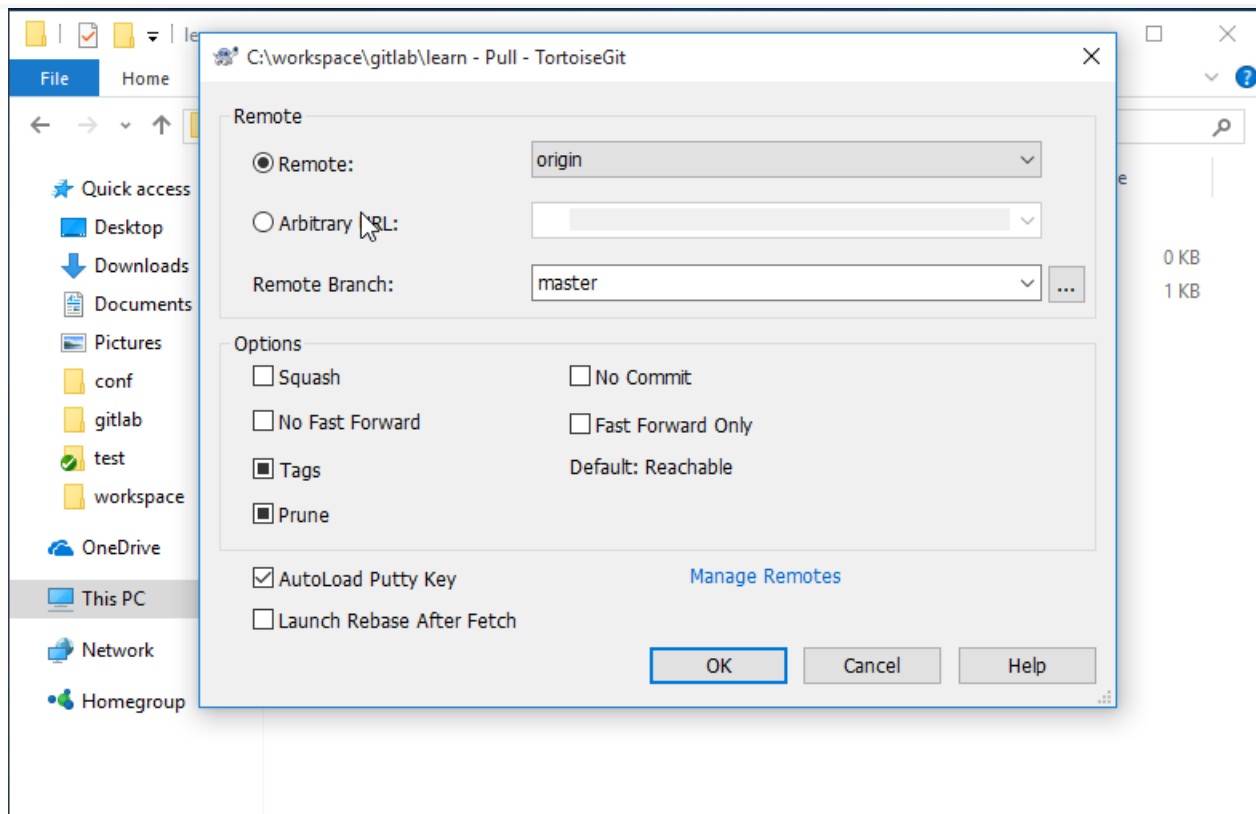 le
C:\workspace\gitlab\learn - Pull - TortoiseGit
File
Home
Remote
Remote:
origin
Arbitrary URL:
Remote Branch:
master
...
Options
Squash
No Commit
No Fast Forward
Fast Forward Only
Tags
Default: Reachable
Prune
AutoLoad Putty Key
Manage Remotes
Launch Rebase After Fetch
OK
Cancel
Help
Quick access
Desktop
Downloads
Documents
Pictures
conf
gitlab
test
workspace
OneDrive
This PC
Network
Homegroup
e
0 KB
1 KB
?